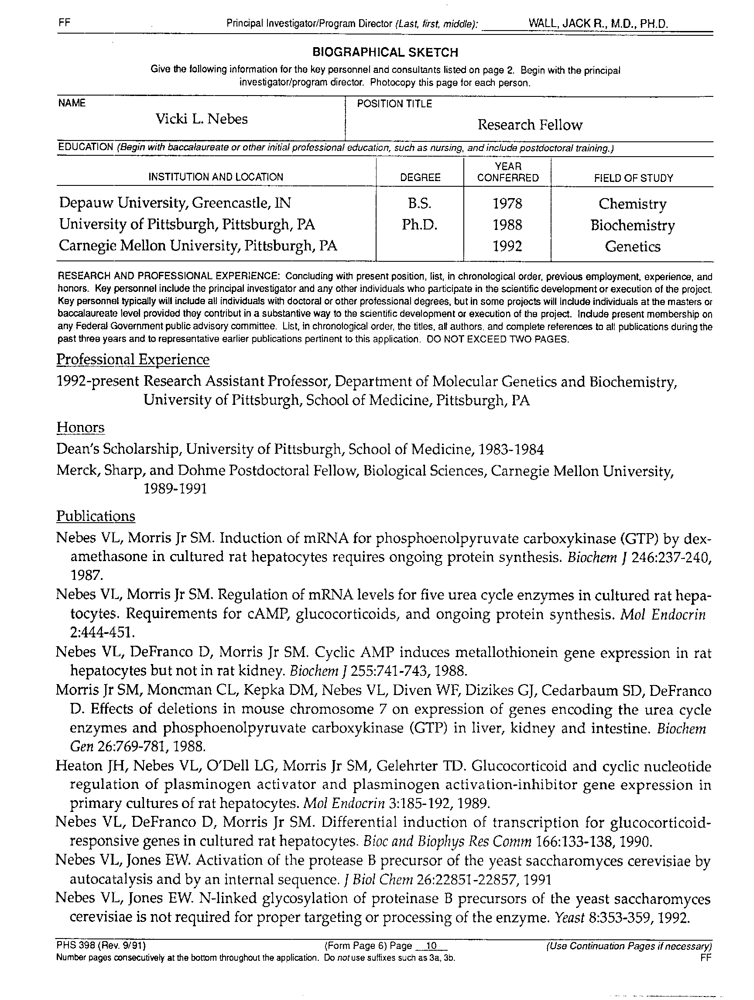 FF Principal Investigator/Program Director (Last, first, middle): WALL, JACK R., M.D., PH.D.
BIOGRAPHICAL SKETCH
Give the following information for the key personnel and consultants listed on page 2. Begin with the principal
investigator/program director. Photocopy this page for each person.
NAME POSITION TITLE
Vicki L. Nebes Research Fellow
EDUCATION (Begin with baccalaureate or other initial professional education, such as nursing, and include postdoctoral training.)
INSTITUTION AND LOCATION DEGREE YEAR CONFERRED FIELD OF STUDY
Depauw University, Greencastle, IN B.S. 1978 Chemistry
University of Pittsburgh, Pittsburgh, PA Ph.D. 1988 Biochemistry
Carnegie Mellon University, Pittsburgh, PA 1992 Genetics
RESEARCH AND PROFESSIONAL EXPERIENCE: Concluding with present position, list, in chronological order, previous employment, experience, and
honors. Key personnel include the principal investigator and any other individuals who participate in the scientific development or execution of the project.
Key personnel typically will include all individuals with doctoral or other professional degrees, but in some projects will include individuals at the masters or
baccalaureate level provided they contribut in a substantive way to the scientific development or execution of the project. Include present membership on
any Federal Government public advisory committee. List, in chronological order, the titles, all authors, and complete references to all publications during the
past three years and to representative earlier publications pertinent to this application. DO NOT EXCEED TWO PAGES.
Professional Experience
1992-present Research Assistant Professor, Department of Molecular Genetics and Biochemistry,
University of Pittsburgh, School of Medicine, Pittsburgh, PA
Honors
Dean's Scholarship, University of Pittsburgh, School of Medicine, 1983-1984
Merck, Sharp, and Dohme Postdoctoral Fellow, Biological Sciences, Carnegie Mellon University,
1989-1991
Publications
Nebes VL, Morris Jr SM. Induction of mRNA for phosphoenolpyruvate carboxykinase (GTP) by dex-
amethasone in cultured rat hepatocytes requires ongoing protein synthesis. Biochem J 246:237-240,
1987.
Nebes VL, Morris Jr SM. Regulation of mRNA levels for five urea cycle enzymes in cultured rat hepa-
tocytes. Requirements for cAMP, glucocorticoids, and ongoing protein synthesis. Mol Endocrin
2:444-451.
Nebes VL, DeFranco D, Morris Jr SM. Cyclic AMP induces metallothionein gene expression in rat
hepatocytes but not in rat kidney. Biochem J 255:741-743, 1988.
Morris Jr SM, Moncman CL, Kepka DM, Nebes VL, Diven WF, Dizikes GJ, Cedarbaum SD, DeFranco
D. Effects of deletions in mouse chromosome 7 on expression of genes encoding the urea cycle
enzymes and phosphoenolpyruvate carboxykinase (GTP) in liver, kidney and intestine. Biochem
Gen 26:769-781, 1988.
Heaton JH, Nebes VL, O'Dell LG, Morris Jr SM, Gelehrter TD. Glucocorticoid and cyclic nucleotide
regulation of plasminogen activator and plasminogen activation-inhibitor gene expression in
primary cultures of rat hepatocytes. Mol Endocrin 3:185-192, 1989.
Nebes VL, DeFranco D, Morris Jr SM. Differential induction of transcription for glucocorticoid-
responsive genes in cultured rat hepatocytes. Bioc and Biophys Res Comm 166:133-138, 1990.
Nebes VL, Jones EW. Activation of the protease B precursor of the yeast saccharomyces cerevisiae by
autocatalysis and by an internal sequence. J Biol Chem 26:22851-22857, 1991
Nebes VL, Jones EW. N-linked glycosylation of proteinase B precursors of the yeast saccharomyces
cerevisiae is not required for proper targeting or processing of the enzyme. Yeast 8:353-359, 1992.
PHS 398 (Rev. 9/91) (Form Page 6) Page 10 (Use Continuation Pages if necessary)
Number pages consecutively at the bottom throughout the application. Do not use suffixes such as 3a, 3b. FF